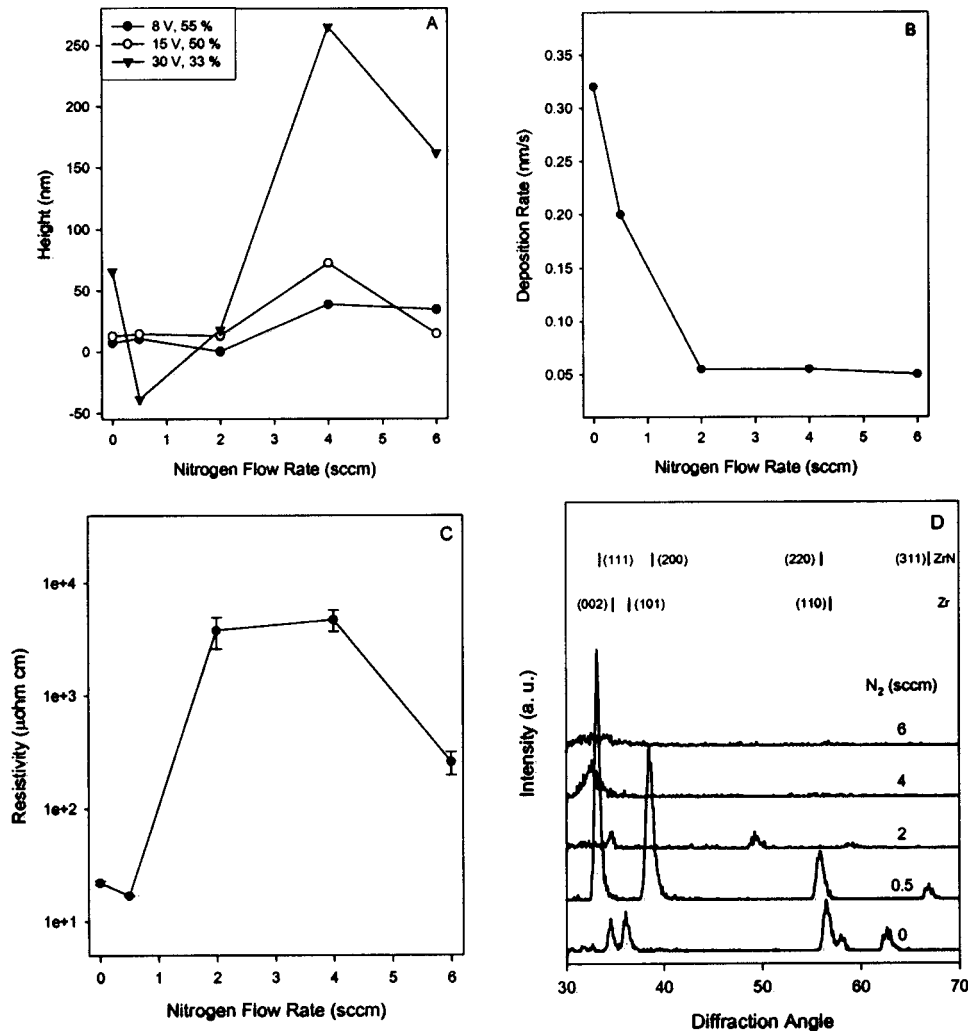 A
8 V, 55 %
15 V, 50 %
30 V, 33 %
250
200
150
100
50
0
-50
Height (nm)
0 1 2 3 4 5 6
Nitrogen Flow Rate (sccm)
B
0.35
0.30
0.25
0.20
0.15
0.10
0.05
Deposition Rate (nm/s)
0 1 2 3 4 5 6
Nitrogen Flow Rate (sccm)
C
1e+4
1e+3
1e+2
1e+1
Resistivity (µohm cm)
0 1 2 3 4 5 6
Nitrogen Flow Rate (sccm)
D
(111) (200) (220) (311) ZrN
(002) (101) (110) Zr
N2 (sccm)
6
4
2
0.5
0
Intensity (a. u.)
30 40 50 60 70
Diffraction Angle